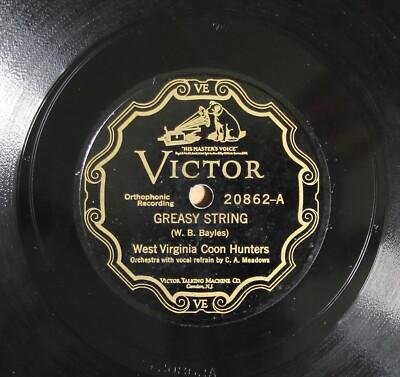 VE
"HIS MASTER'S VOICE"
VICTOR
Orthophonic
Recording
20862-A
GREASY STRING
(W. B. Bayles)
West Virginia Coon Hunters
Orchestra with vocal refrain by C. A. Meadows
VICTOR TALKING MACHINE CO.
Camden, N.J.
VE